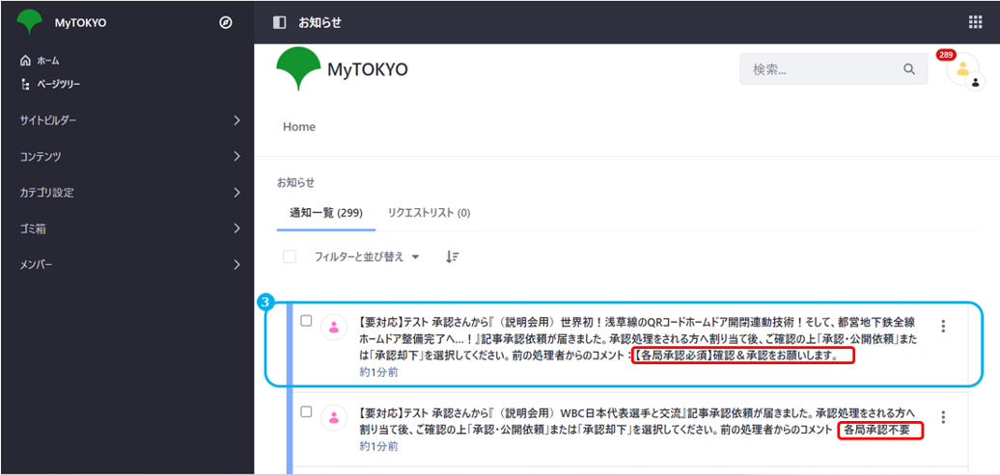 MyTOKYO
お知らせ
ホーム
ページツリー
サイトビルダー
コンテンツ
カテゴリ設定
ゴミ箱
メンバー
MyTOKYO
検索...
289
Home
お知らせ
通知一覧 (299)
リクエストリスト (0)
フィルターと並び替え
3
【要対応】テスト 承認さんから『（説明会用）世界初！浅草線のQRコードホームドア開閉連動技術！そして、都営地下鉄全線
ホームドア整備完了へ...！』記事承認依頼が届きました。承認処理をされる方へ割り当て後、ご確認の上「承認・公開依頼」また
は「承認却下」を選択してください。前の処理者からのコメント：【各局承認必須】確認＆承認をお願いします。
約1分前
【要対応】テスト 承認さんから『（説明会用）WBC日本代表選手と交流』記事承認依頼が届きました。承認処理をされる方へ
割り当て後、ご確認の上「承認・公開依頼」または「承認却下」を選択してください。前の処理者からのコメント 各局承認不要
約1分前